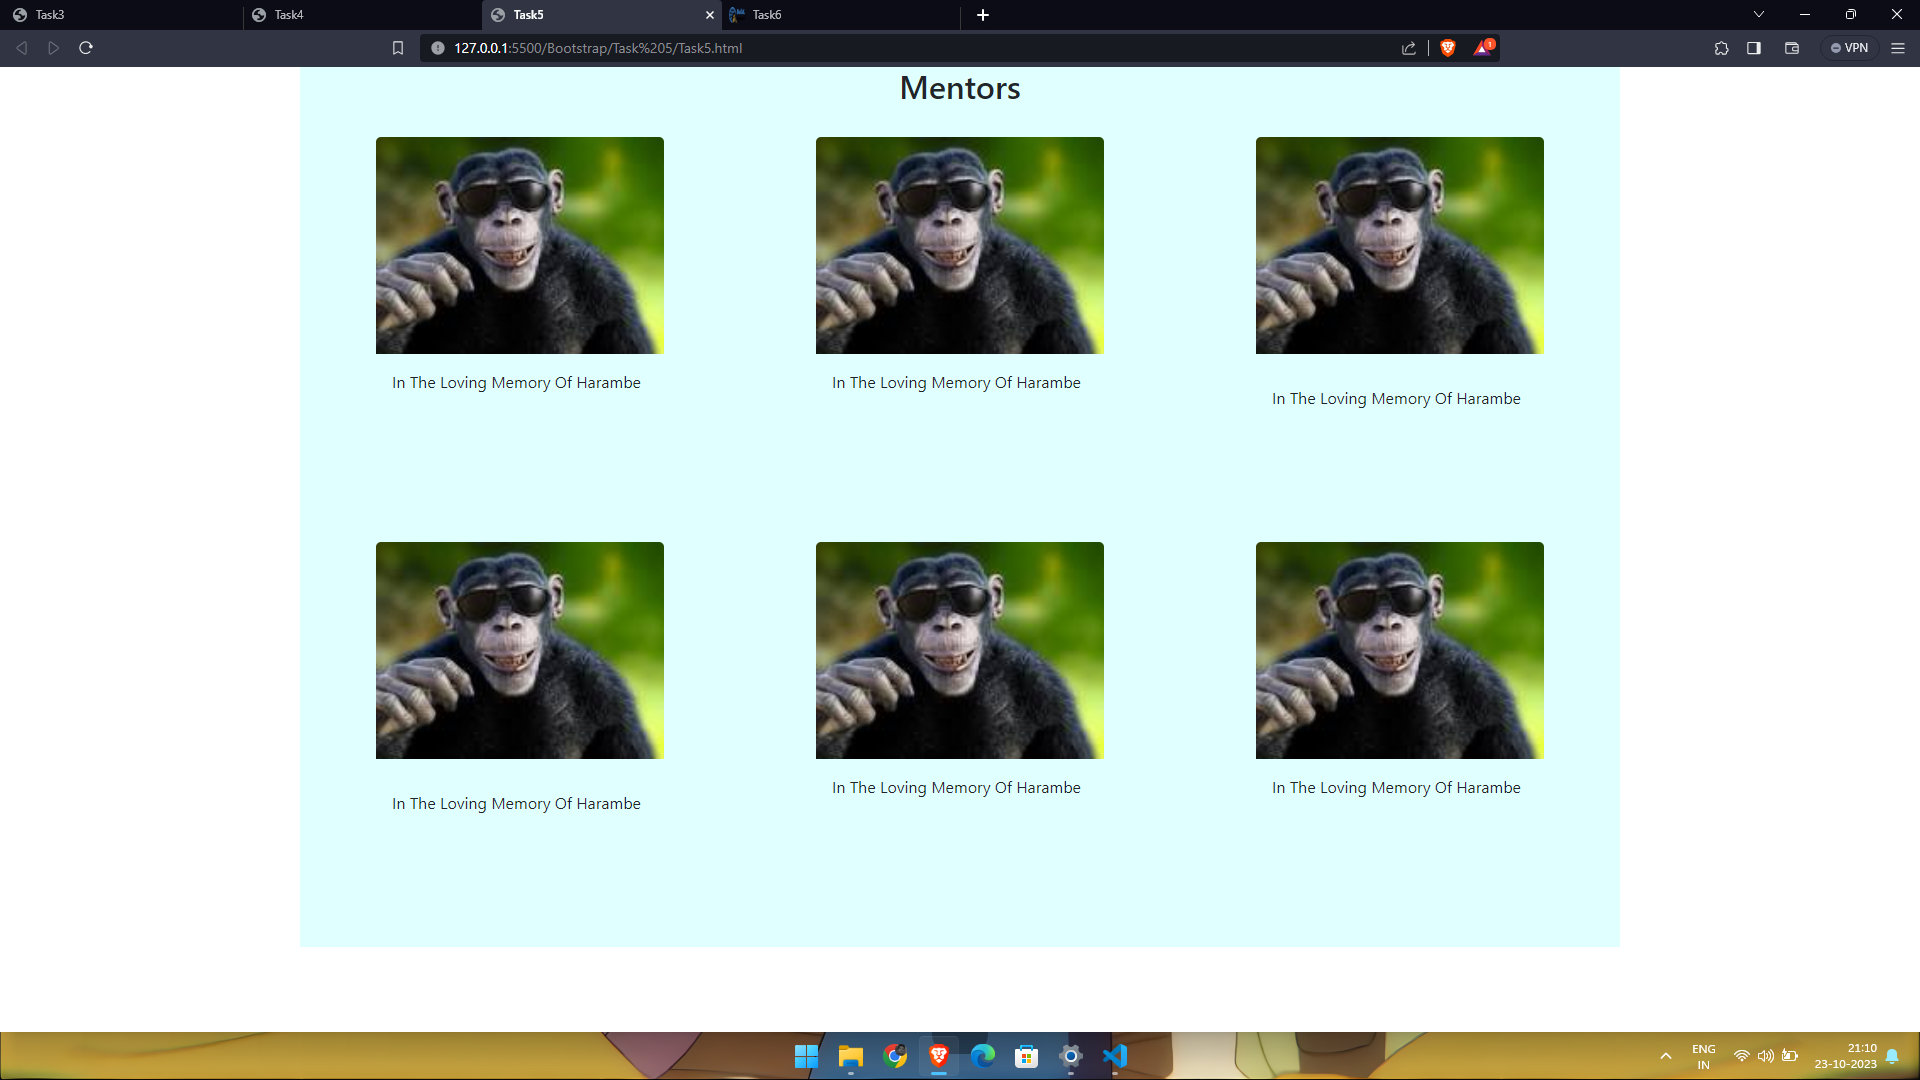 Task3
Task4
Task5
Task6
127.0.0.1:5500/Bootstrap/Task%205/Task5.html
1
VPN
Mentors
In The Loving Memory Of Harambe
In The Loving Memory Of Harambe
In The Loving Memory Of Harambe
In The Loving Memory Of Harambe
In The Loving Memory Of Harambe
In The Loving Memory Of Harambe
ENG
IN
21:10
23-10-2023